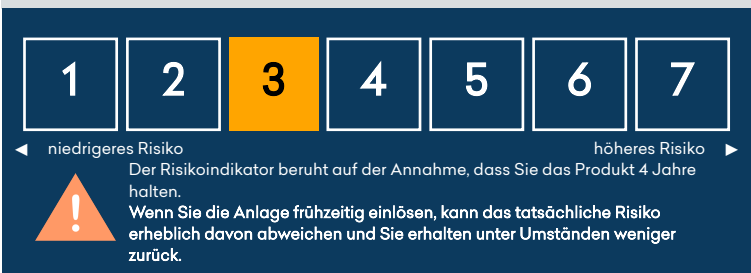 1 2 3 4 5 6 7
niedrigeres Risiko höheres Risiko
Der Risikoindikator beruht auf der Annahme, dass Sie das Produkt 4 Jahre
halten.
Wenn Sie die Anlage frühzeitig einlösen, kann das tatsächliche Risiko
erheblich davon abweichen und Sie erhalten unter Umständen weniger
zurück.